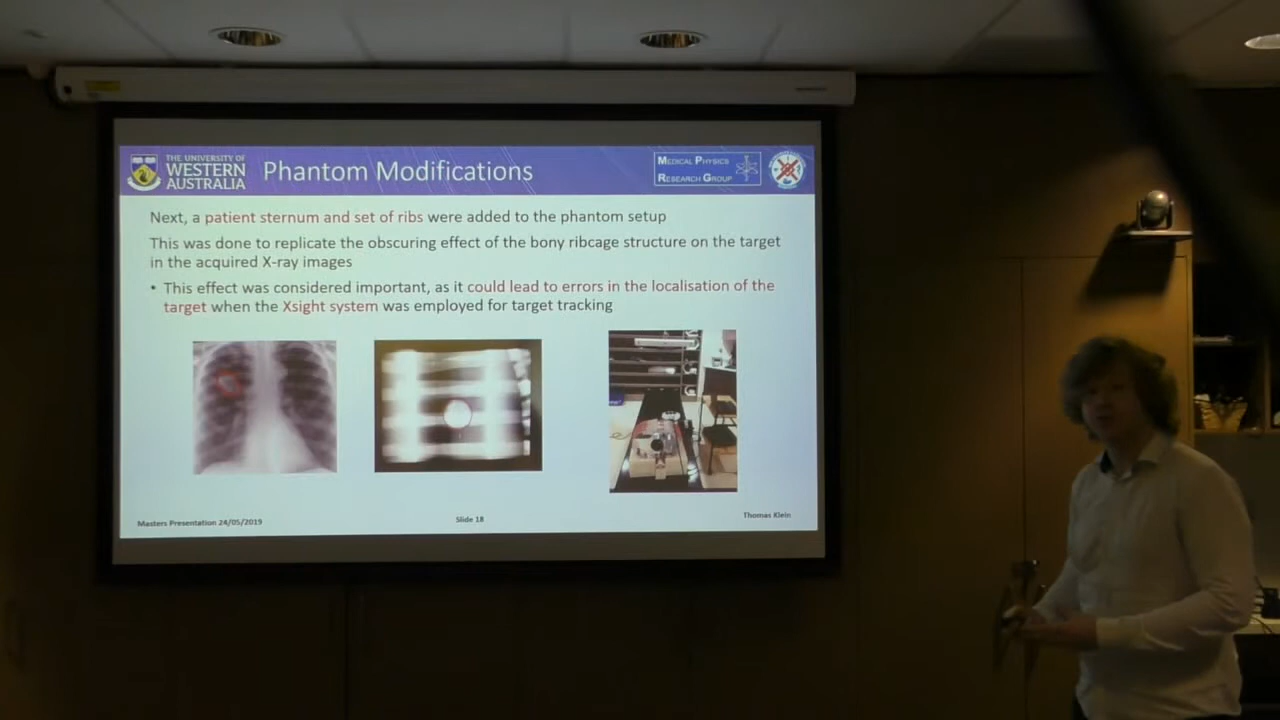 THE UNIVERSITY OF
WESTERN
AUSTRALIA
Phantom Modifications
MEDICAL PHYSICS
RESEARCH GROUP
Next, a patient sternum and set of ribs were added to the phantom setup
This was done to replicate the obscuring effect of the bony ribcage structure on the target
in the acquired X-ray images
• This effect was considered important, as it could lead to errors in the localisation of the
target when the Xsight system was employed for target tracking
Masters Presentation 24/05/2019
Slide 18
Thomas Klein